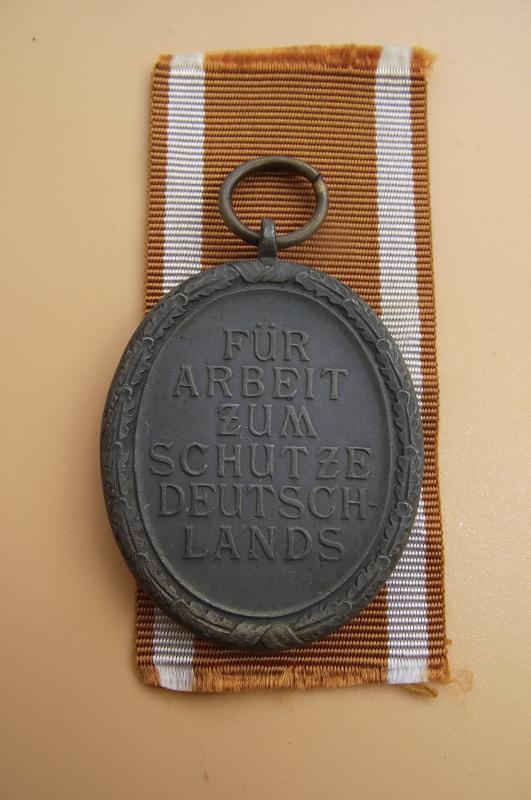 FÜR
ARBEIT
ZUM
SCHUTZE
DEUTSCH-
LANDS